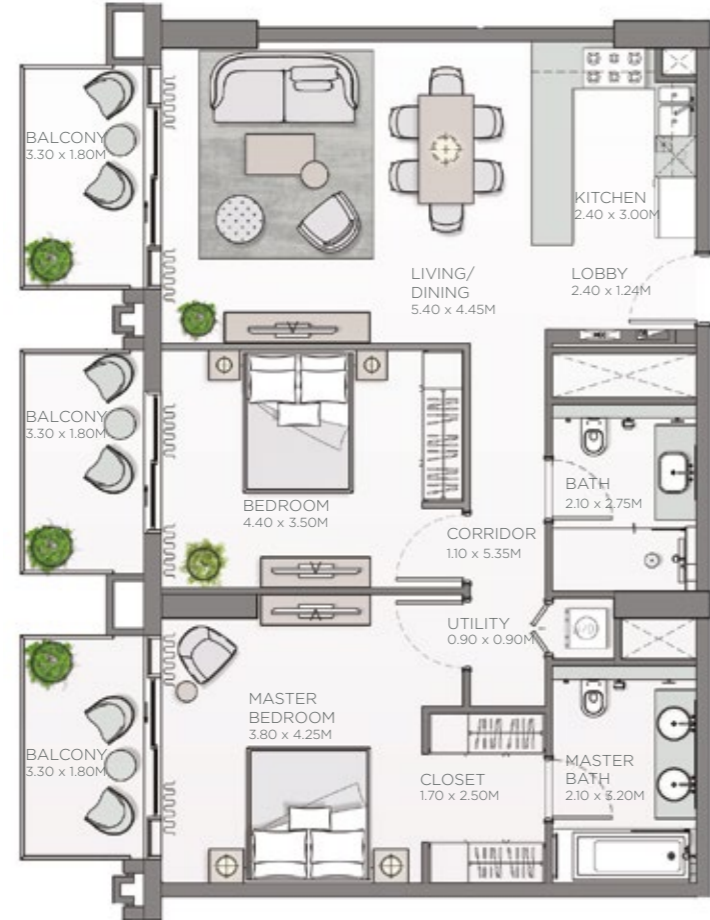 BALCONY
3.30 x 1.80M
KITCHEN
2.40 x 3.00M
LIVING/
DINING
5.40 x 4.45M
LOBBY
2.40 x 1.24M
BALCONY
3.30 x 1.80M
BEDROOM
4.40 x 3.50M
BATH
2.10 x 2.75M
CORRIDOR
1.10 x 5.35M
UTILITY
0.90 x 0.90M
MASTER
BEDROOM
3.80 x 4.25M
BALCONY
3.30 x 1.80M
CLOSET
1.70 x 2.50M
MASTER
BATH
2.10 x 3.20M